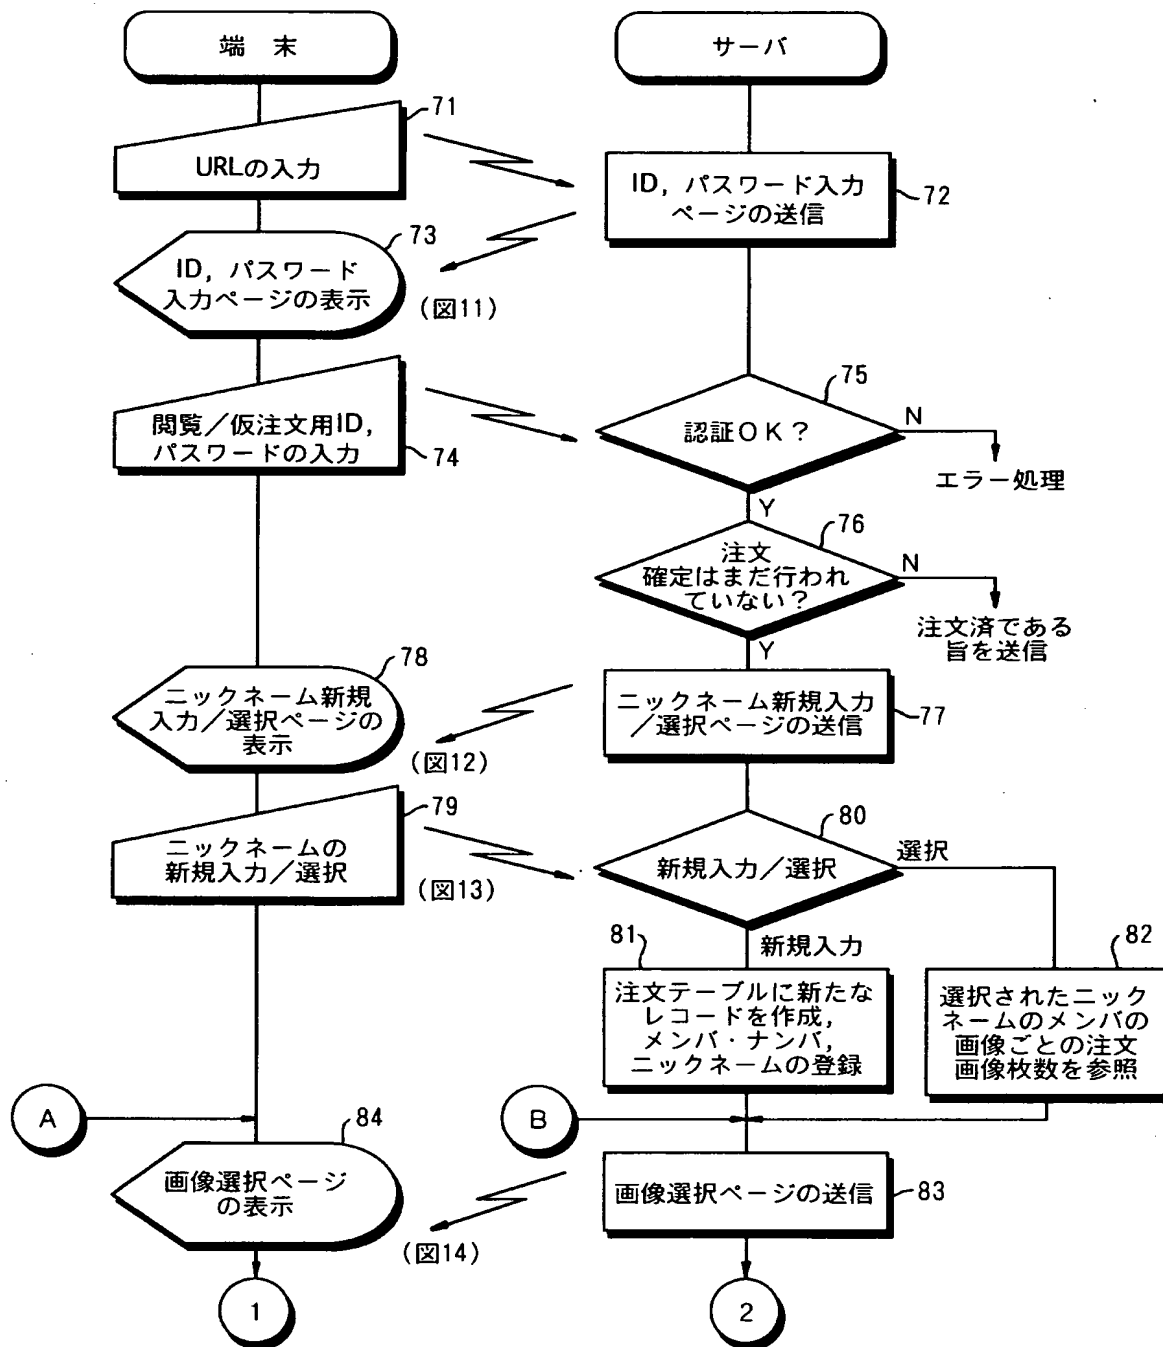 端 末
サーバ
71
URLの入力
ID, パスワード入力
ページの送信
72
73
ID, パスワード
入力ページの表示
(図11)
閲覧/仮注文用ID,
パスワードの入力
74
75
認証OK?
N
エラー処理
Y
76
注文
確定はまだ行われ
ていない?
N
注文済である
旨を送信
Y
78
ニックネーム新規
入力/選択ページの
表示
(図12)
ニックネーム新規入力
/選択ページの送信
77
79
ニックネームの
新規入力/選択
(図13)
80
新規入力/選択
選択
新規入力
81
注文テーブルに新たな
レコードを作成,
メンバ・ナンバ,
ニックネームの登録
82
選択されたニック
ネームのメンバの
画像ごとの注文
画像枚数を参照
A
B
84
画像選択ページ
の表示
(図14)
画像選択ページの送信
83
1
2